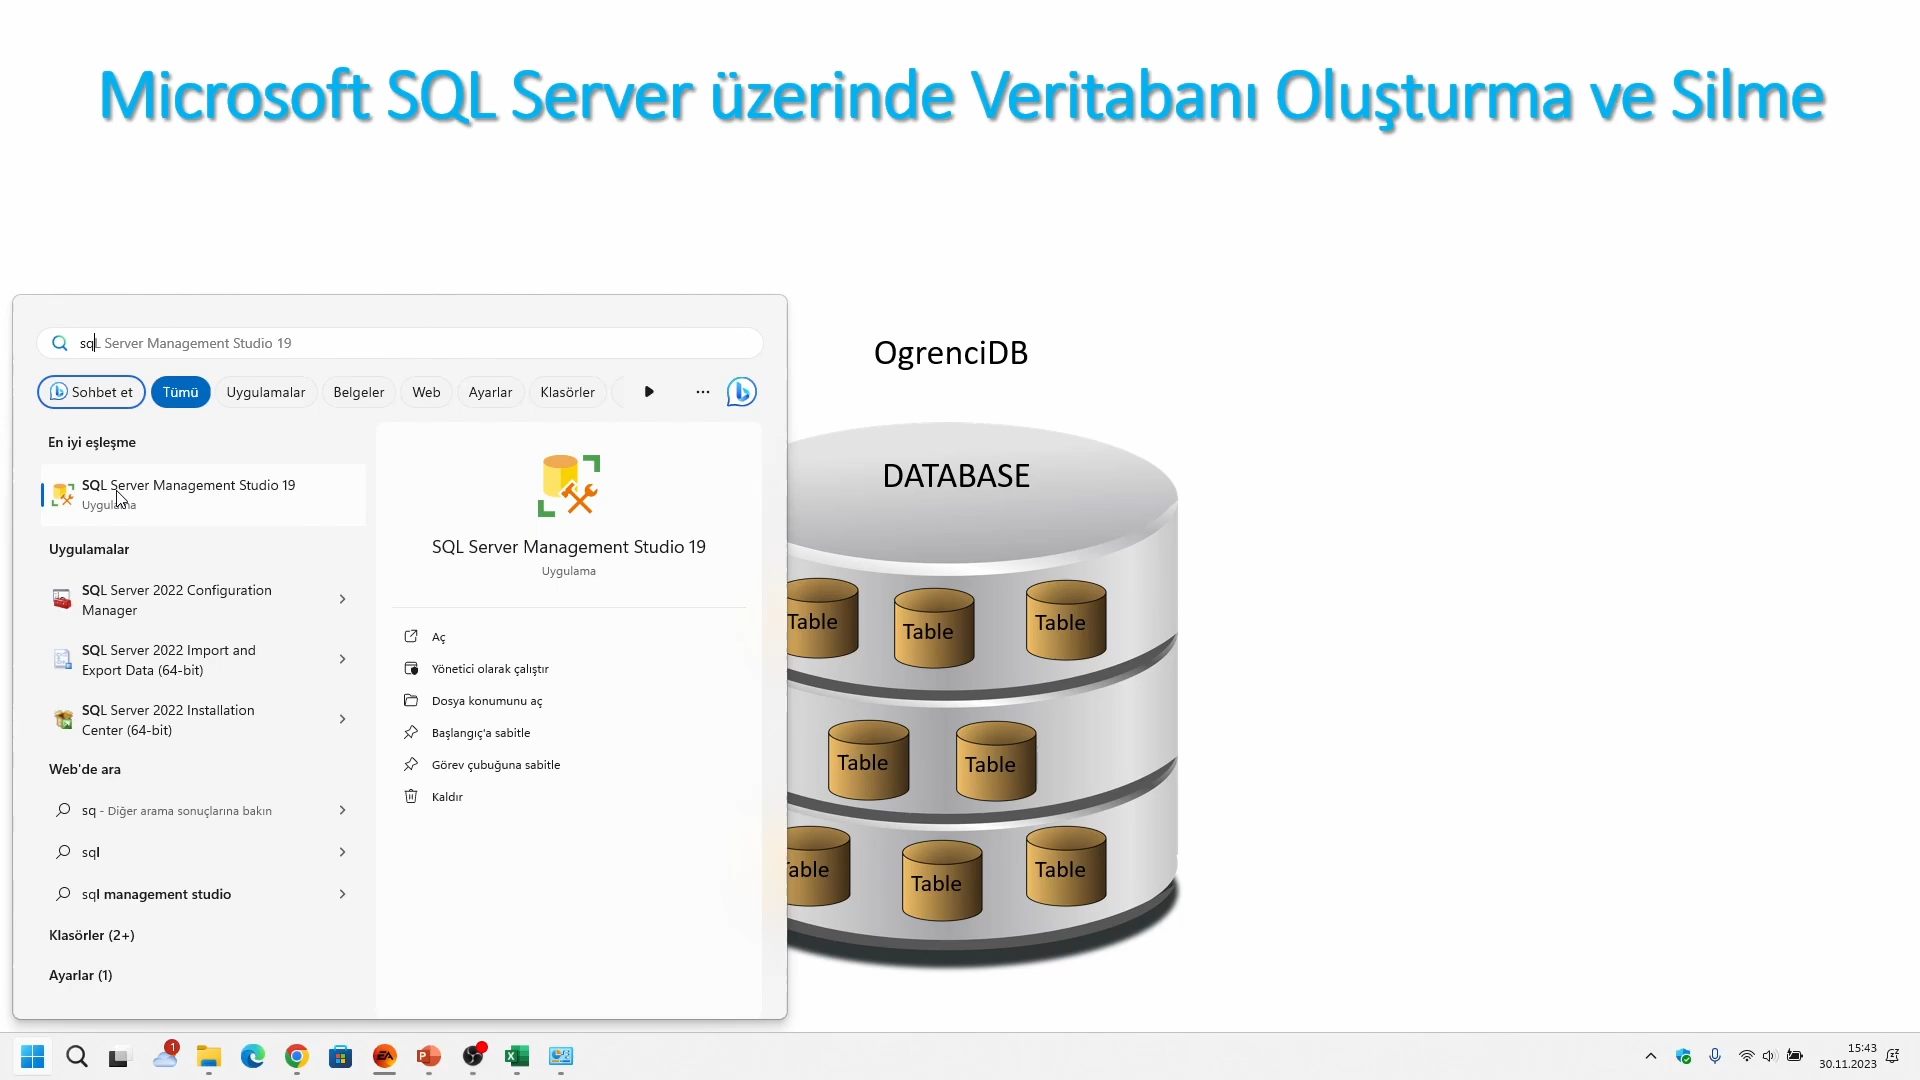 Microsoft SQL Server üzerinde Veritabanı Oluşturma ve Silme
sqL Server Management Studio 19
Sohbet et
Tümü
Uygulamalar
Belgeler
Web
Ayarlar
Klasörler
En iyi eşleşme
SQL Server Management Studio 19
Uygulama
Uygulamalar
SQL Server 2022 Configuration
Manager
SQL Server 2022 Import and
Export Data (64-bit)
SQL Server 2022 Installation
Center (64-bit)
Web'de ara
sq - Diğer arama sonuçlarına bakın
sql
sql management studio
Klasörler (2+)
Ayarlar (1)
SQL Server Management Studio 19
Uygulama
Aç
Yönetici olarak çalıştır
Dosya konumunu aç
Başlangıç'a sabitle
Görev çubuğuna sabitle
Kaldır
OgrenciDB
DATABASE
Table
Table
Table
Table
Table
able
Table
Table
1
15:43
30.11.2023